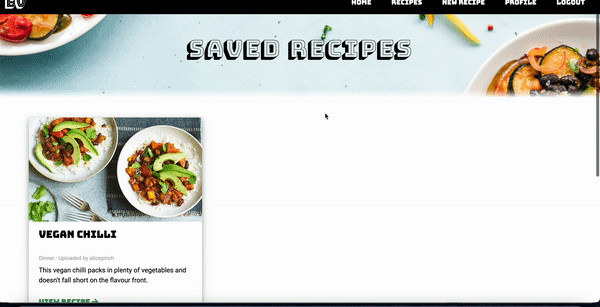 EV
HOME RECIPES NEW RECIPE PROFILE LOGOUT
SAVED RECIPES
VEGAN CHILLI
Dinner - Uploaded by alicepinch
This vegan chilli packs in plenty of vegetables and
doesn't fall short on the flavour front.
VIEW RECIPE →